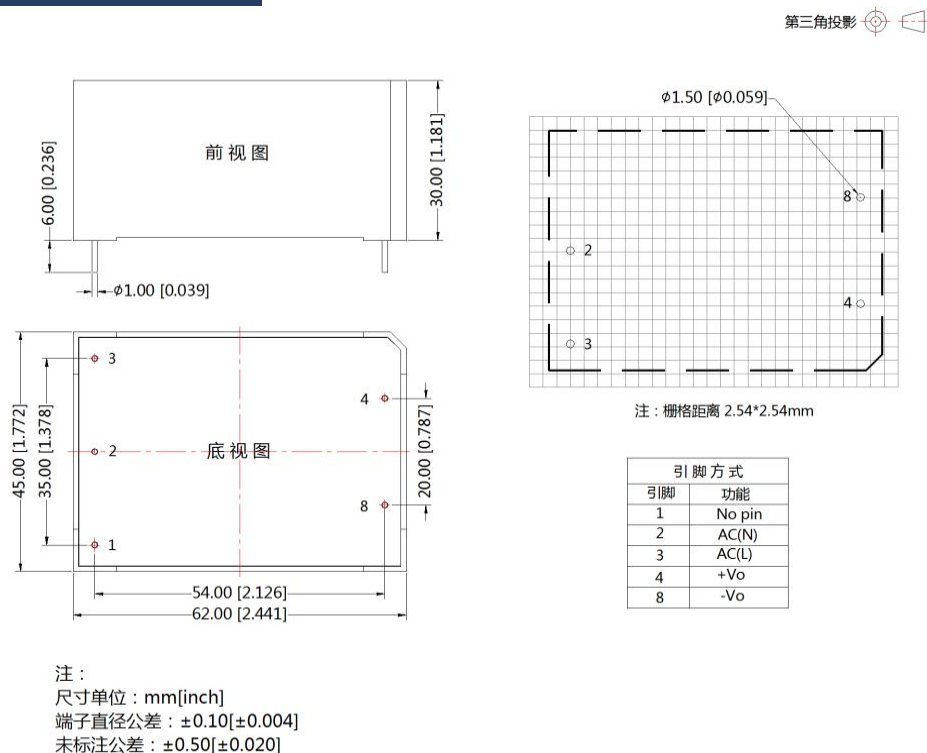 第三角投影
前视图
6.00 [0.236]
30.00 [1.181]
φ1.00 [0.039]
φ1.50 [φ0.059]
8
2
4
3
注：栅格距离 2.54*2.54mm
3
4
2
底视图
8
1
45.00 [1.772]
35.00 [1.378]
20.00 [0.787]
54.00 [2.126]
62.00 [2.441]
引脚方式
引脚 功能
1 No pin
2 AC(N)
3 AC(L)
4 +Vo
8 -Vo
注：
尺寸单位：mm[inch]
端子直径公差：±0.10[±0.004]
未标注公差：±0.50[±0.020]